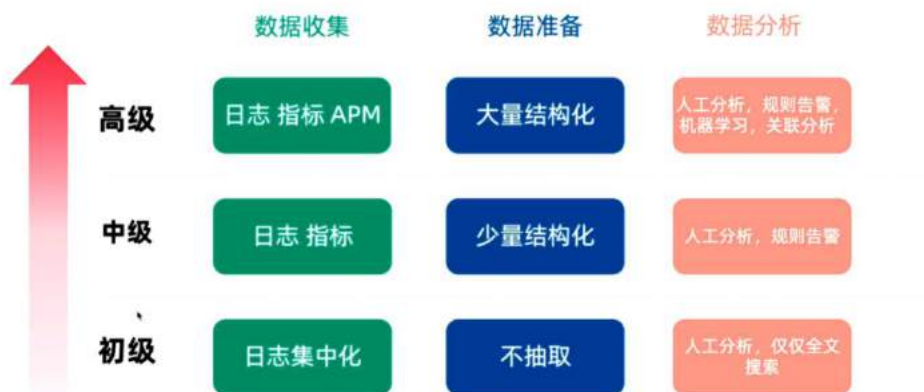 数据收集 数据准备 数据分析
高级
日志 指标 APM
大量结构化
人工分析，规则告警，
机器学习，关联分析
中级
日志 指标
少量结构化
人工分析，规则告警
初级
日志集中化
不抽取
人工分析，仅仅全文
搜索